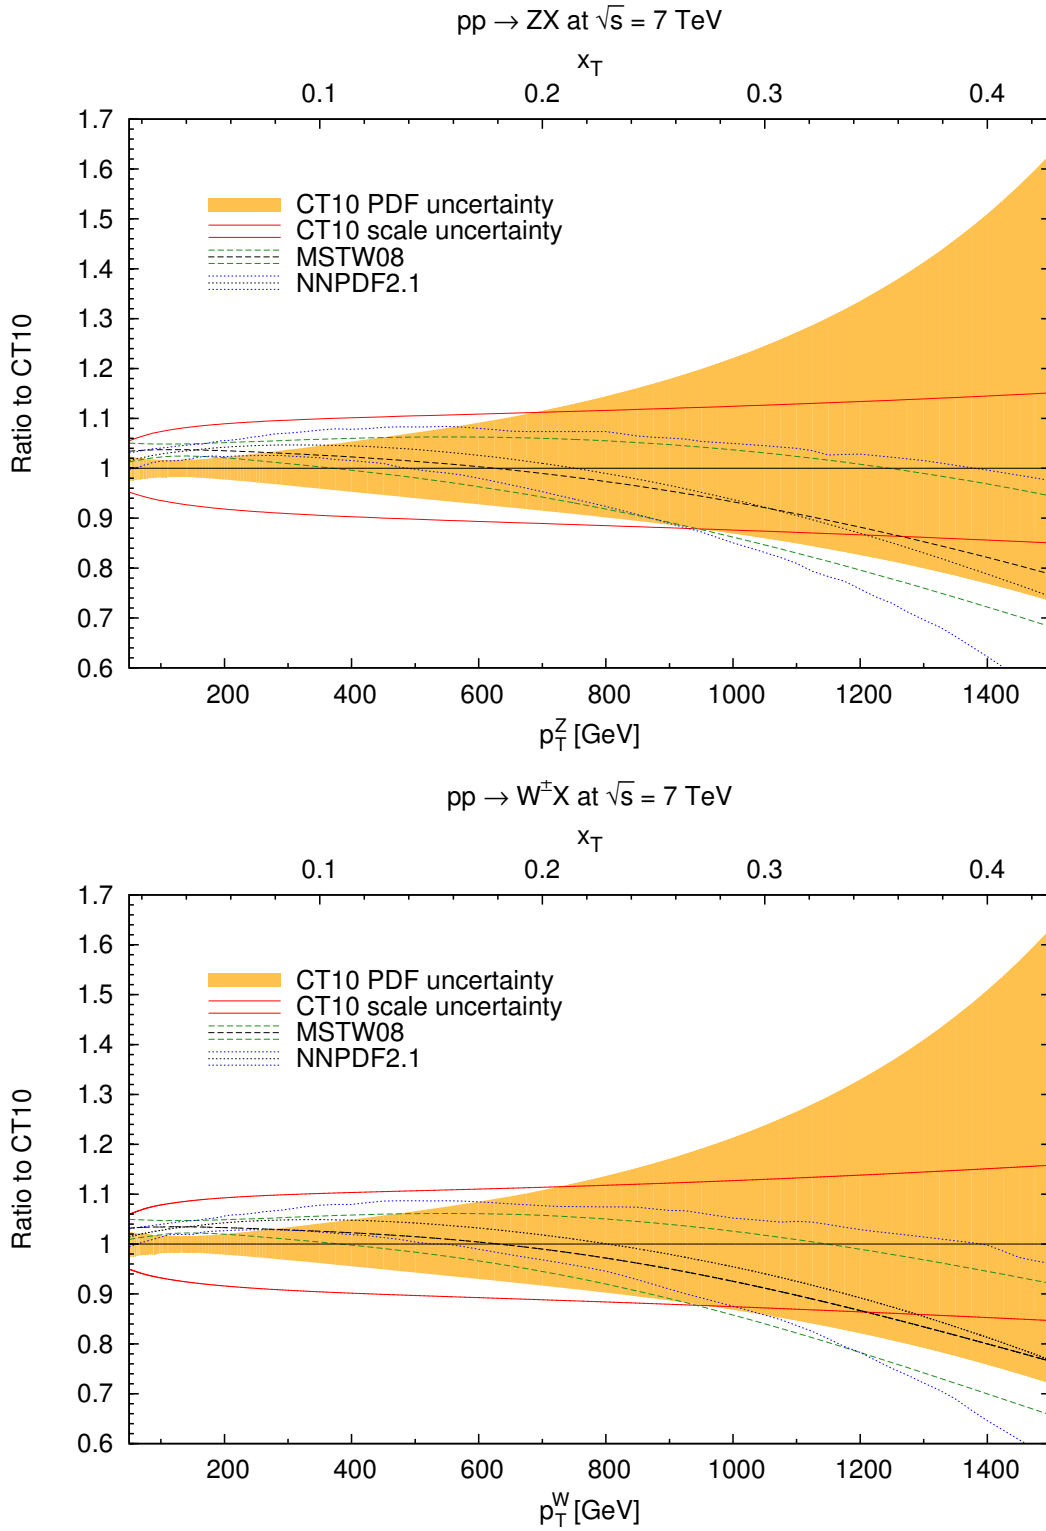 pp → ZX at √s = 7 TeV
x_T
0.1 0.2 0.3 0.4
1.7
1.6
1.5
1.4
1.3
1.2
1.1
1
0.9
0.8
0.7
0.6
Ratio to CT10
CT10 PDF uncertainty
CT10 scale uncertainty
MSTW08
NNPDF2.1
200 400 600 800 1000 1200 1400
p_T^Z [GeV]
pp → W^±X at √s = 7 TeV
x_T
0.1 0.2 0.3 0.4
1.7
1.6
1.5
1.4
1.3
1.2
1.1
1
0.9
0.8
0.7
0.6
Ratio to CT10
CT10 PDF uncertainty
CT10 scale uncertainty
MSTW08
NNPDF2.1
200 400 600 800 1000 1200 1400
p_T^W [GeV]